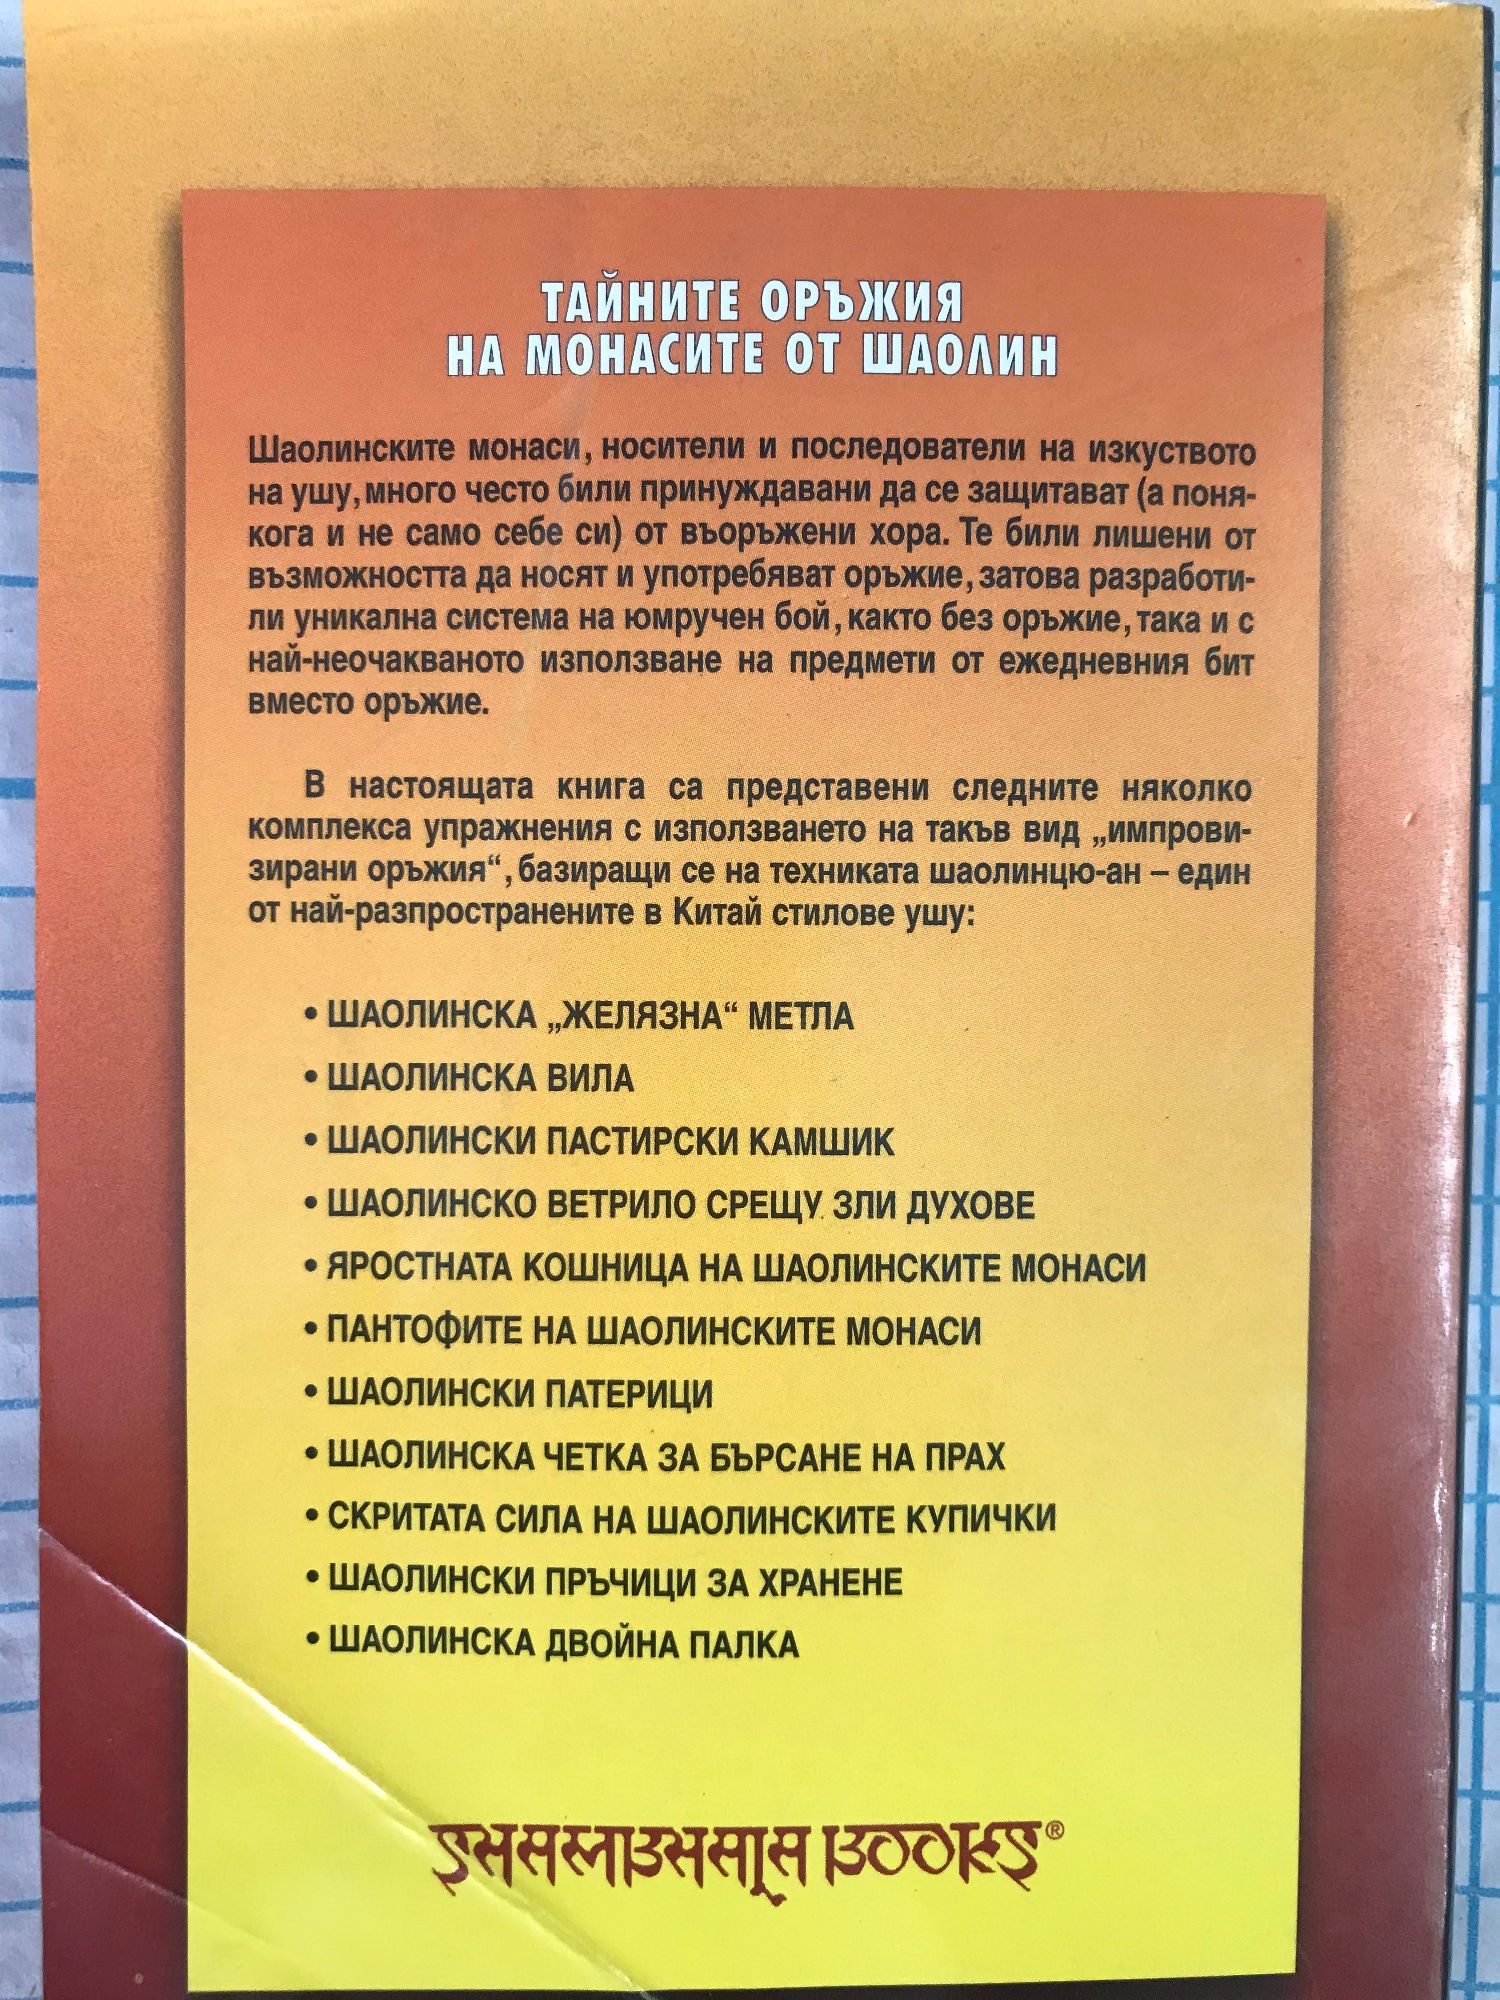 ТАЙНИТЕ ОРЪЖИЯ
НА МОНАСИТЕ ОТ ШАОЛИН
Шаолинските монаси, носители и последователи на изкуството
на ушу, много често били принуждавани да се защитават (а поня-
кога и не само себе си) от въоръжени хора. Те били лишени от
възможността да носят и употребяват оръжие, затова разработи-
ли уникална система на юмручен бой, както без оръжие, така и с
най-неочакваното използване на предмети от ежедневния бит
вместо оръжие.
В настоящата книга са представени следните няколко
комплекса упражнения с използването на такъв вид „импрови-
зирани оръжия“, базиращи се на техниката шаолинцю-ан – един
от най-разпространените в Китай стилове ушу:
• ШАОЛИНСКА „ЖЕЛЯЗНА“ МЕТЛА
• ШАОЛИНСКА ВИЛА
• ШАОЛИНСКИ ПАСТИРСКИ КАМШИК
• ШАОЛИНСКО ВЕТРИЛО СРЕЩУ ЗЛИ ДУХОВЕ
• ЯРОСТНАТА КОШНИЦА НА ШАОЛИНСКИТЕ МОНАСИ
• ПАНТОФИТЕ НА ШАОЛИНСКИТЕ МОНАСИ
• ШАОЛИНСКИ ПАТЕРИЦИ
• ШАОЛИНСКА ЧЕТКА ЗА БЪРСАНЕ НА ПРАХ
• СКРИТАТА СИЛА НА ШАОЛИНСКИТЕ КУПИЧКИ
• ШАОЛИНСКИ ПРЪЧИЦИ ЗА ХРАНЕНЕ
• ШАОЛИНСКА ДВОЙНА ПАЛКА
BOOKS®